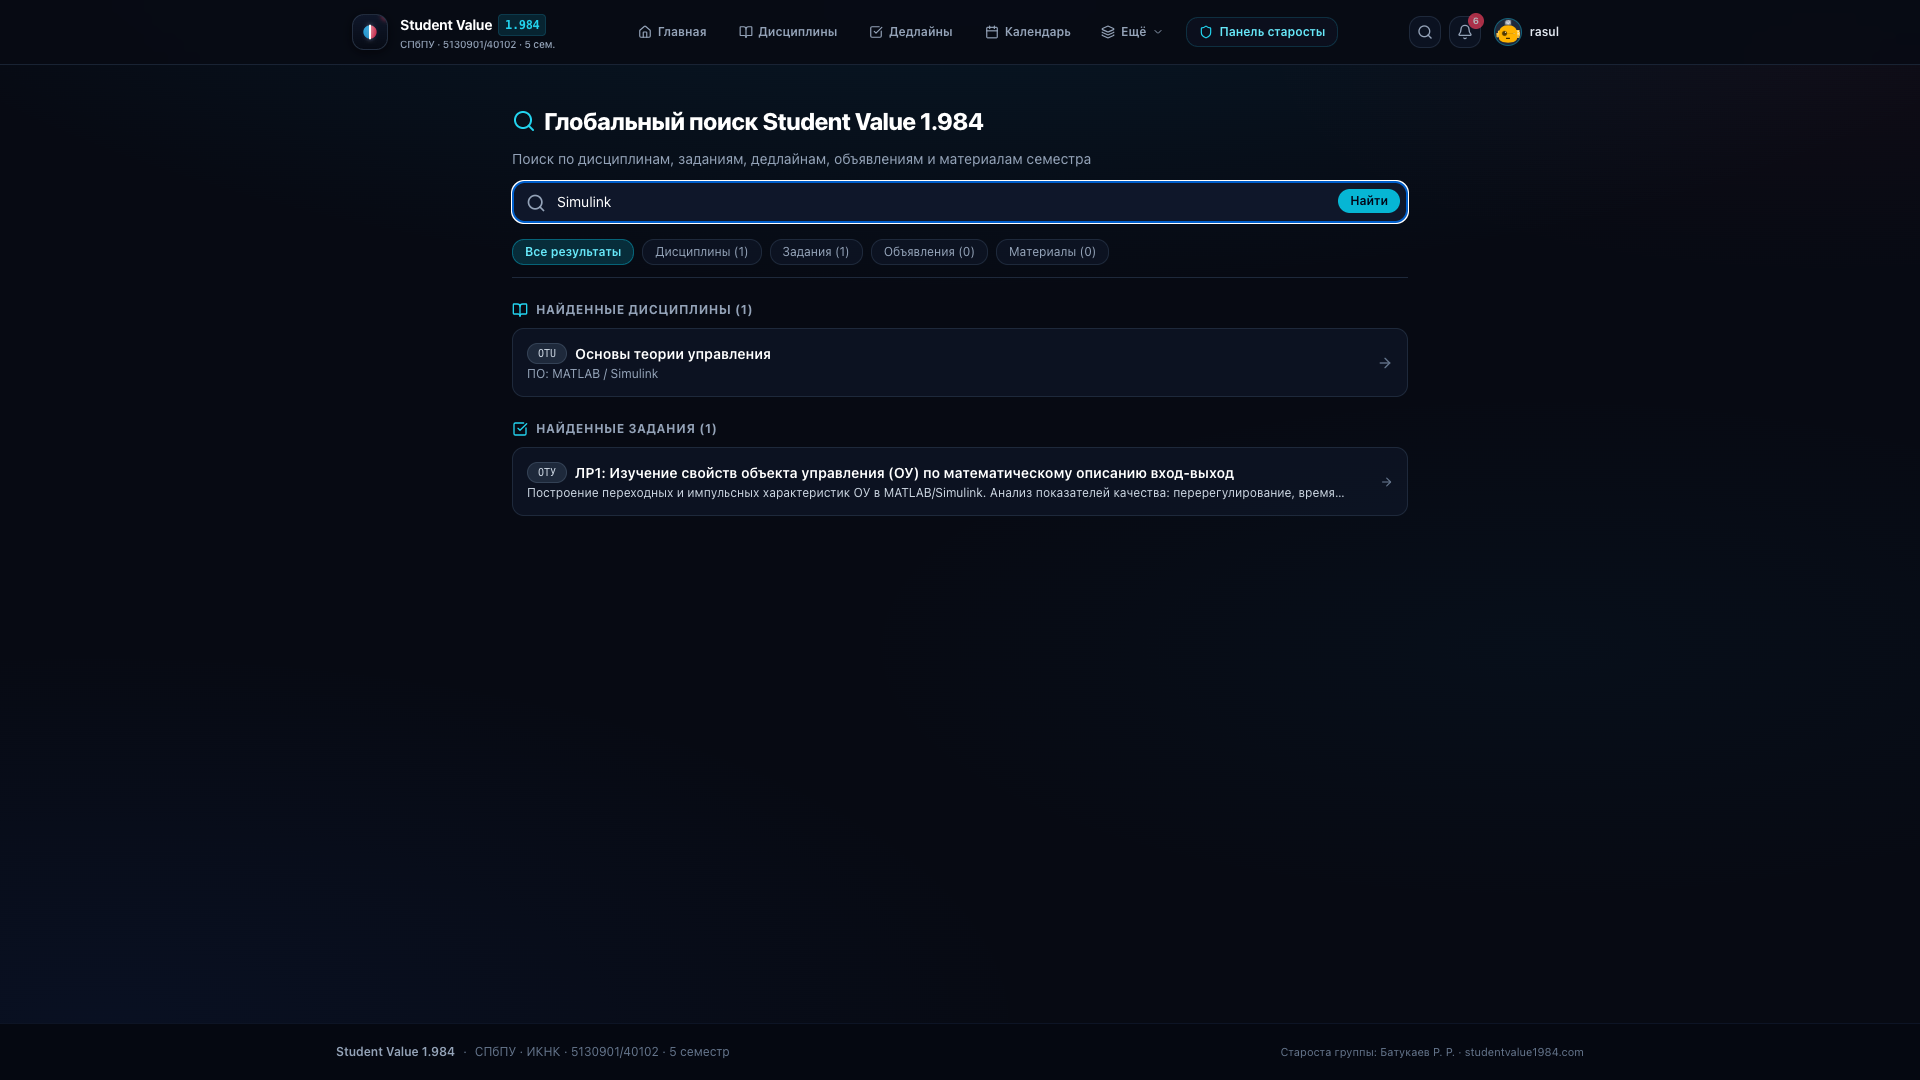 Student Value 1.984
СПбПУ · 5130901/40102 · 5 сем.
Главная
Дисциплины
Дедлайны
Календарь
Ещё
Панель старосты
6
rasul
Глобальный поиск Student Value 1.984
Поиск по дисциплинам, заданиям, дедлайнам, объявлениям и материалам семестра
Simulink
Найти
Все результаты
Дисциплины (1)
Задания (1)
Объявления (0)
Материалы (0)
НАЙДЕННЫЕ ДИСЦИПЛИНЫ (1)
OTU Основы теории управления
ПО: MATLAB / Simulink
НАЙДЕННЫЕ ЗАДАНИЯ (1)
ОТУ ЛР1: Изучение свойств объекта управления (ОУ) по математическому описанию вход-выход
Построение переходных и импульсных характеристик ОУ в MATLAB/Simulink. Анализ показателей качества: перерегулирование, время...
Student Value 1.984 · СПбПУ · ИКНК · 5130901/40102 · 5 семестр
Староста группы: Батукаев Р. Р. · studentvalue1984.com